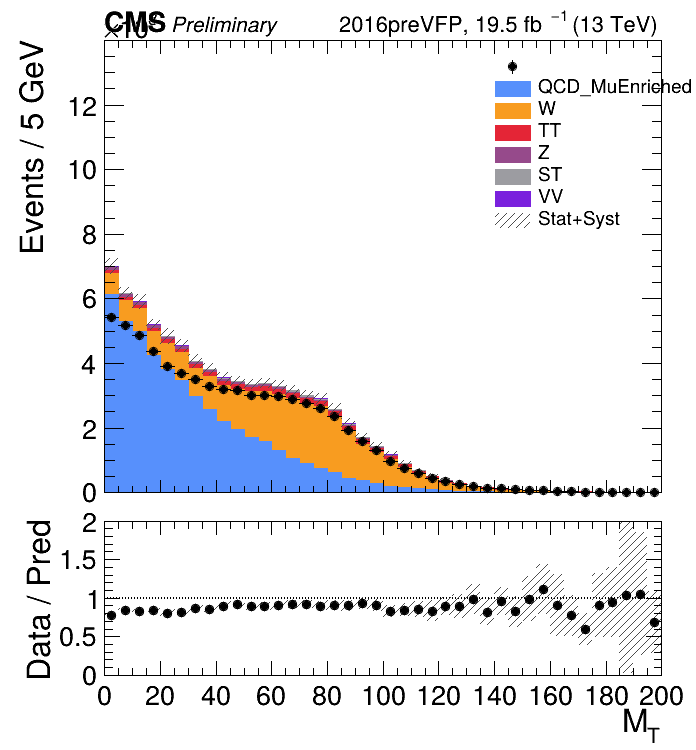 CMS Preliminary 2016preVFP, 19.5 fb⁻¹ (13 TeV)
Events / 5 GeV
QCD_MuEnriched
W
TT
Z
ST
VV
Stat+Syst
12
10
8
6
4
2
0
Data / Pred
2
1.5
1
0.5
0
0 20 40 60 80 100 120 140 160 180 200
M_T